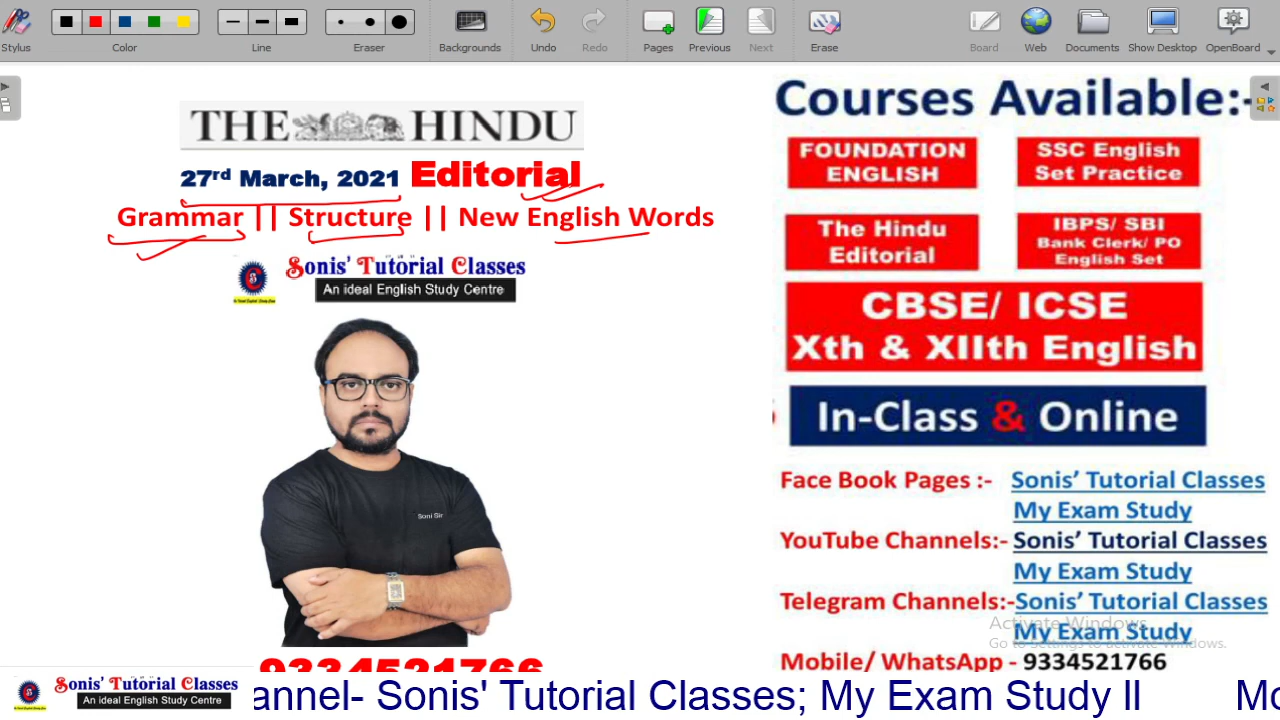 Stylus
Color
Line
Eraser
Backgrounds
Undo
Redo
Pages
Previous
Next
Erase
Board
Web
Documents
Show Desktop
OpenBoard
THE HINDU
27rd March, 2021 Editorial
Grammar || Structure || New English Words
Sonis' Tutorial Classes
An ideal English Study Centre
Soni Sir
9334521766
Courses Available:-
FOUNDATION
ENGLISH
SSC English
Set Practice
The Hindu
Editorial
IBPS/ SBI
Bank Clerk/ PO
English Set
CBSE/ ICSE
Xth & XIIth English
In-Class & Online
Face Book Pages :- Sonis’ Tutorial Classes
My Exam Study
YouTube Channels:- Sonis’ Tutorial Classes
My Exam Study
Telegram Channels:-Sonis’ Tutorial Classes
My Exam Study
Activate Windows
Go to Settings to activate Windows.
Mobile/ WhatsApp - 9334521766
Sonis' Tutorial Classes
An ideal English Study Centre
annel- Sonis' Tutorial Classes; My Exam Study ll Mo